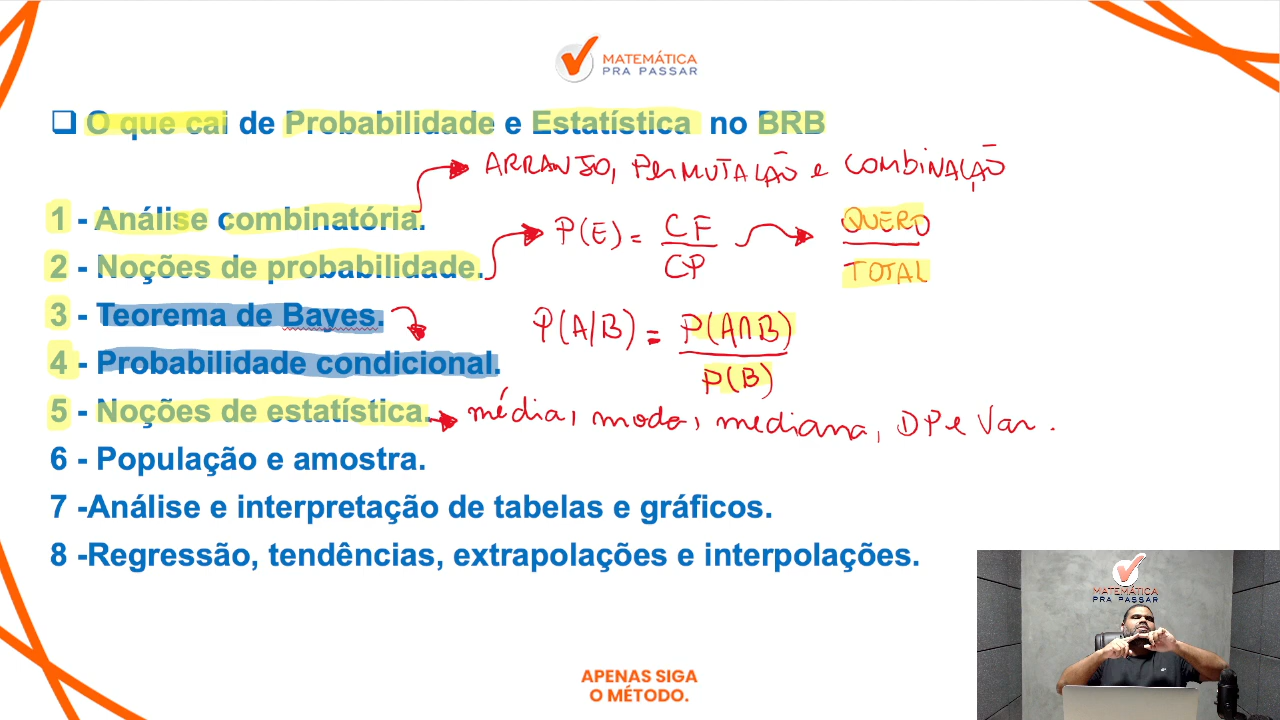 MATEMÁTICA
PRA PASSAR
O que cai de Probabilidade e Estatística no BRB
ARRANJO, PERMUTAÇÃO e COMBINAÇÃO
1 - Análise combinatória.
P(E) = CF/CP QUERO/TOTAL
2 - Noções de probabilidade.
3 - Teorema de Bayes.
P(A/B) = P(A∩B)/P(B)
4 - Probabilidade condicional.
5 - Noções de estatística.
média, moda, mediana, DP e Var.
6 - População e amostra.
7 -Análise e interpretação de tabelas e gráficos.
8 -Regressão, tendências, extrapolações e interpolações.
MATEMÁTICA
PRA PASSAR
APENAS SIGA
O MÉTODO.